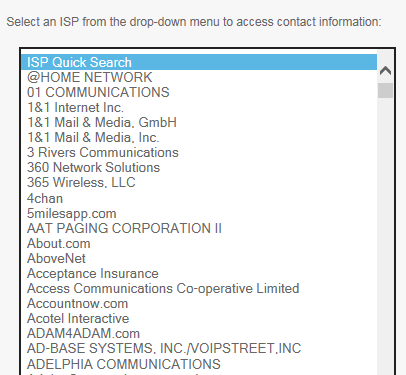 Select an ISP from the drop-down menu to access contact information:
ISP Quick Search
@HOME NETWORK
01 COMMUNICATIONS
1&1 Internet Inc.
1&1 Mail & Media, GmbH
1&1 Mail & Media, Inc.
3 Rivers Communications
360 Network Solutions
365 Wireless, LLC
4chan
5milesapp.com
AAT PAGING CORPORATION II
About.com
AboveNet
Acceptance Insurance
Access Communications Co-operative Limited
Accountnow.com
Acotel Interactive
ADAM4ADAM.com
AD-BASE SYSTEMS, INC./VOIPSTREET,INC
ADELPHIA COMMUNICATIONS